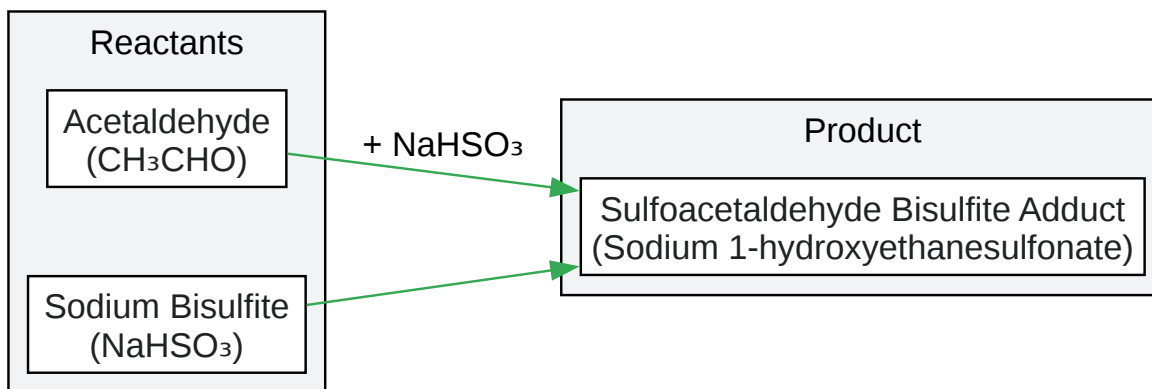 Reactants
Acetaldehyde
(CH₃CHO)
+ NaHSO₃
Product
Sulfoacetaldehyde Bisulfite Adduct
(Sodium 1-hydroxyethanesulfonate)
Sodium Bisulfite
(NaHSO₃)